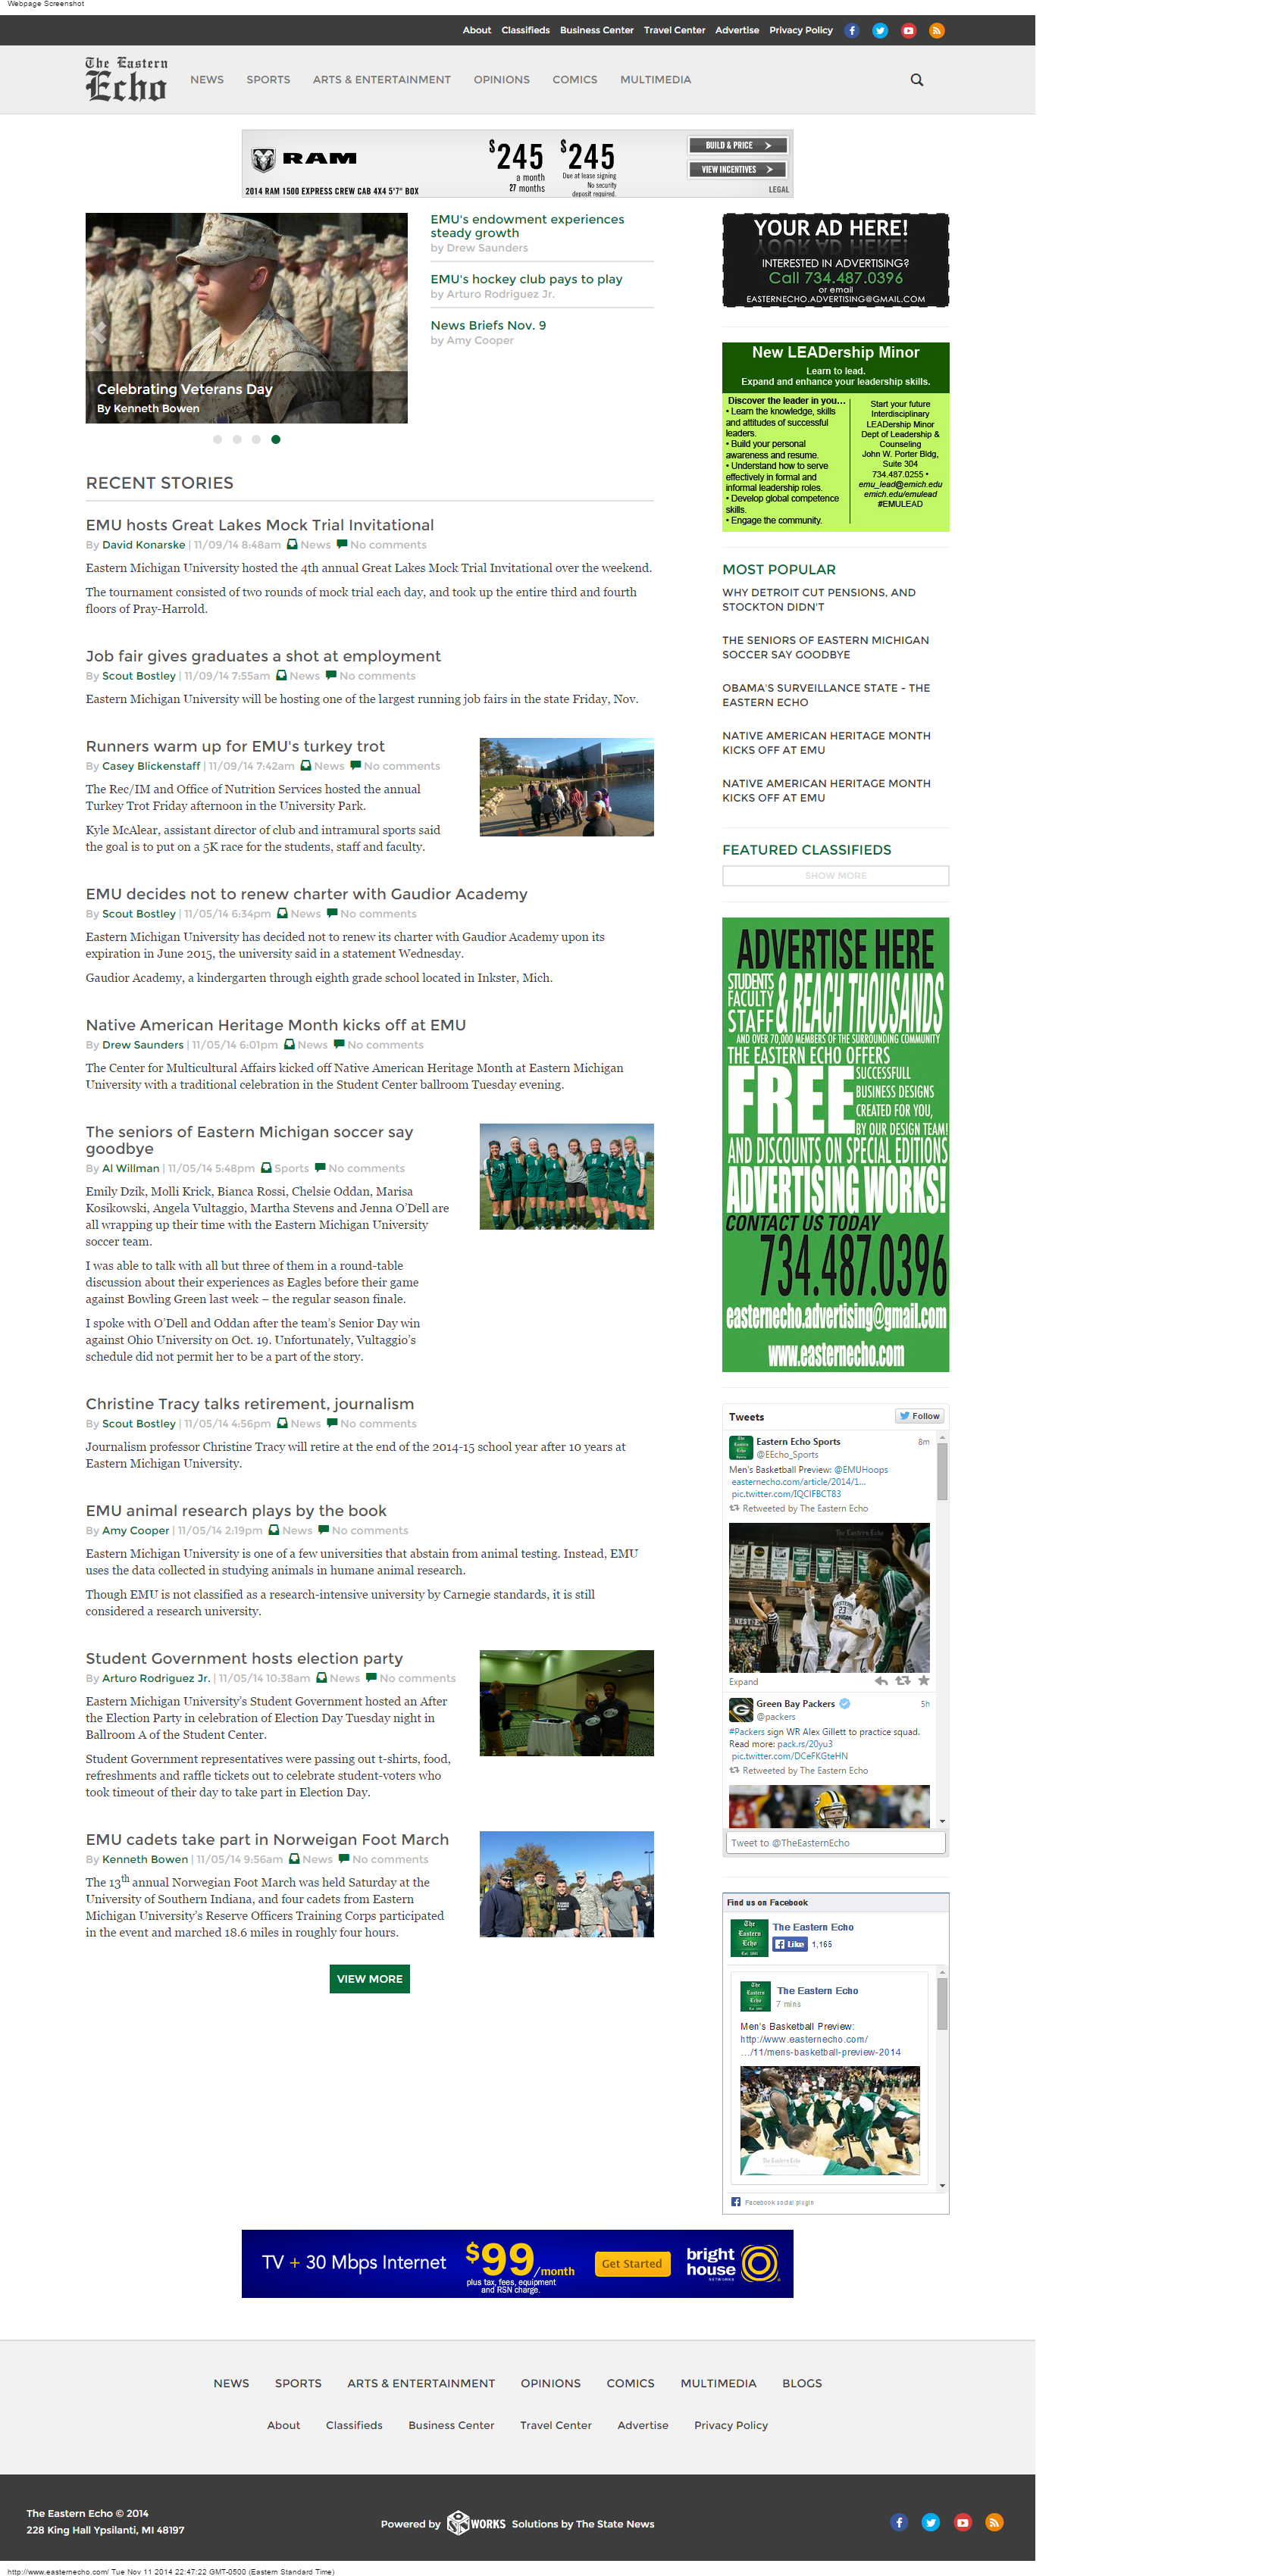 Webpage Screenshot
About Classifieds Business Center Travel Center Advertise Privacy Policy
The Eastern
Echo
NEWS SPORTS ARTS & ENTERTAINMENT OPINIONS COMICS MULTIMEDIA
RAM
2014 RAM 1500 EXPRESS CREW CAB 4X4 5'7" BOX
$245
a month
27 months
$245
Due at lease signing
No security
deposit required.
BUILD & PRICE >
VIEW INCENTIVES >
LEGAL
Celebrating Veterans Day
By Kenneth Bowen
EMU's endowment experiences
steady growth
by Drew Saunders
EMU's hockey club pays to play
by Arturo Rodriguez Jr.
News Briefs Nov. 9
by Amy Cooper
RECENT STORIES
EMU hosts Great Lakes Mock Trial Invitational
By David Konarske | 11/09/14 8:48am News No comments
Eastern Michigan University hosted the 4th annual Great Lakes Mock Trial Invitational over the weekend.
The tournament consisted of two rounds of mock trial each day, and took up the entire third and fourth
floors of Pray-Harrold.
Job fair gives graduates a shot at employment
By Scout Bostley | 11/09/14 7:55am News No comments
Eastern Michigan University will be hosting one of the largest running job fairs in the state Friday, Nov.
Runners warm up for EMU's turkey trot
By Casey Blickenstaff | 11/09/14 7:42am News No comments
The Rec/IM and Office of Nutrition Services hosted the annual
Turkey Trot Friday afternoon in the University Park.
Kyle McAlear, assistant director of club and intramural sports said
the goal is to put on a 5K race for the students, staff and faculty.
EMU decides not to renew charter with Gaudior Academy
By Scout Bostley | 11/05/14 6:34pm News No comments
Eastern Michigan University has decided not to renew its charter with Gaudior Academy upon its
expiration in June 2015, the university said in a statement Wednesday.
Gaudior Academy, a kindergarten through eighth grade school located in Inkster, Mich.
Native American Heritage Month kicks off at EMU
By Drew Saunders | 11/05/14 6:01pm News No comments
The Center for Multicultural Affairs kicked off Native American Heritage Month at Eastern Michigan
University with a traditional celebration in the Student Center ballroom Tuesday evening.
The seniors of Eastern Michigan soccer say
goodbye
By Al Willman | 11/05/14 5:48pm Sports No comments
Emily Dzik, Molli Krick, Bianca Rossi, Chelsie Oddan, Marisa
Kosikowski, Angela Vultaggio, Martha Stevens and Jenna O'Dell are
all wrapping up their time with the Eastern Michigan University
soccer team.
I was able to talk with all but three of them in a round-table
discussion about their experiences as Eagles before their game
against Bowling Green last week – the regular season finale.
I spoke with O'Dell and Oddan after the team's Senior Day win
against Ohio University on Oct. 19. Unfortunately, Vultaggio's
schedule did not permit her to be a part of the story.
Christine Tracy talks retirement, journalism
By Scout Bostley | 11/05/14 4:56pm News No comments
Journalism professor Christine Tracy will retire at the end of the 2014-15 school year after 10 years at
Eastern Michigan University.
EMU animal research plays by the book
By Amy Cooper | 11/05/14 2:19pm News No comments
Eastern Michigan University is one of a few universities that abstain from animal testing. Instead, EMU
uses the data collected in studying animals in humane animal research.
Though EMU is not classified as a research-intensive university by Carnegie standards, it is still
considered a research university.
Student Government hosts election party
By Arturo Rodriguez Jr. | 11/05/14 10:38am News No comments
Eastern Michigan University's Student Government hosted an After
the Election Party in celebration of Election Day Tuesday night in
Ballroom A of the Student Center.
Student Government representatives were passing out t-shirts, food,
refreshments and raffle tickets out to celebrate student-voters who
took timeout of their day to take part in Election Day.
EMU cadets take part in Norweigan Foot March
By Kenneth Bowen | 11/05/14 9:56am News No comments
The 13th annual Norwegian Foot March was held Saturday at the
University of Southern Indiana, and four cadets from Eastern
Michigan University's Reserve Officers Training Corps participated
in the event and marched 18.6 miles in roughly four hours.
VIEW MORE
YOUR AD HERE!
INTERESTED IN ADVERTISING?
Call 734.487.0396
or email
EASTERNECHO.ADVERTISING@GMAIL.COM
New LEADership Minor
Learn to lead.
Expand and enhance your leadership skills.
Discover the leader in you...
• Learn the knowledge, skills
and attitudes of successful
leaders.
• Build your personal
awareness and resume.
• Understand how to serve
effectively in formal and
informal leadership roles.
• Develop global competence
skills.
• Engage the community.
Start your future
Interdisciplinary
LEADership Minor
Dept of Leadership &
Counseling
John W. Porter Bldg,
Suite 304
734.487.0255 •
emu_lead@emich.edu
emich.edu/emulead
#EMULEAD
MOST POPULAR
WHY DETROIT CUT PENSIONS, AND
STOCKTON DIDN'T
THE SENIORS OF EASTERN MICHIGAN
SOCCER SAY GOODBYE
OBAMA'S SURVEILLANCE STATE - THE
EASTERN ECHO
NATIVE AMERICAN HERITAGE MONTH
KICKS OFF AT EMU
NATIVE AMERICAN HERITAGE MONTH
KICKS OFF AT EMU
FEATURED CLASSIFIEDS
SHOW MORE
ADVERTISE HERE
STUDENTS
FACULTY
STAFF
& REACH THOUSANDS
AND OVER 70,000 MEMBERS OF THE SURROUNDING COMMUNITY
THE EASTERN ECHO OFFERS
FREE
SUCCESSFULL
BUSINESS DESIGNS
CREATED FOR YOU,
BY OUR DESIGN TEAM!
AND DISCOUNTS ON SPECIAL EDITIONS
ADVERTISING WORKS!
CONTACT US TODAY
734.487.0396
easternecho.advertising@gmail.com
www.easternecho.com
Tweets Follow
Eastern Echo Sports 8m
@EEcho_Sports
Men's Basketball Preview: @EMUHoops
easternecho.com/article/2014/1...
pic.twitter.com/IQCIFBCT83
Retweeted by The Eastern Echo
Expand
Green Bay Packers 5h
@packers
#Packers sign WR Alex Gillett to practice squad.
Read more: pack.rs/20yu3
pic.twitter.com/DCeFKGteHN
Retweeted by The Eastern Echo
Tweet to @TheEasternEcho
Find us on Facebook
The Eastern Echo
Like 1,165
The Eastern Echo
7 mins
Men's Basketball Preview:
http://www.easternecho.com/
.../11/mens-basketball-preview-2014
Facebook social plugin
TV + 30 Mbps Internet
$99/month
plus tax, fees, equipment
and RSN charge.
Get Started
bright
house
NETWORKS
NEWS SPORTS ARTS & ENTERTAINMENT OPINIONS COMICS MULTIMEDIA BLOGS
About Classifieds Business Center Travel Center Advertise Privacy Policy
The Eastern Echo © 2014
228 King Hall Ypsilanti, MI 48197
Powered by WORKS Solutions by The State News
http://www.easternecho.com/ Tue Nov 11 2014 22:47:22 GMT-0500 (Eastern Standard Time)